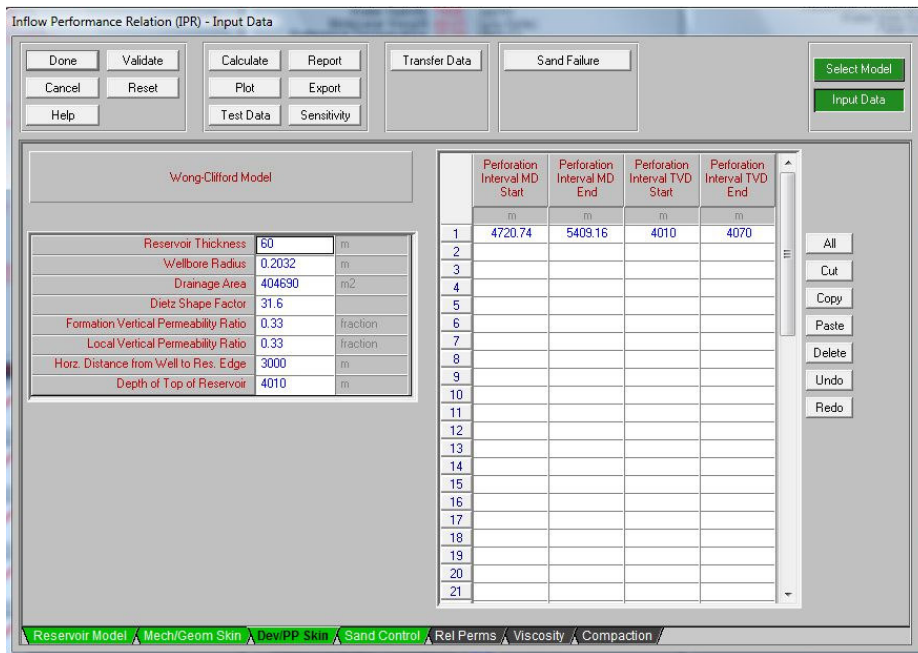 Inflow Performance Relation (IPR) - Input Data
Done Validate Calculate Report Transfer Data Sand Failure Select Model
Cancel Reset Plot Export Input Data
Help Test Data Sensitivity
Wong-Clifford Model
Reservoir Thickness 60 m
Wellbore Radius 0.2032 m
Drainage Area 404690 m2
Dietz Shape Factor 31.6
Formation Vertical Permeability Ratio 0.33 fraction
Local Vertical Permeability Ratio 0.33 fraction
Horz. Distance from Well to Res. Edge 3000 m
Depth of Top of Reservoir 4010 m
Perforation Interval MD Start Perforation Interval MD End Perforation Interval TVD Start Perforation Interval TVD End
m m m m
1 4720.74 5409.16 4010 4070
2
3
4
5
6
7
8
9
10
11
12
13
14
15
16
17
18
19
20
21
All
Cut
Copy
Paste
Delete
Undo
Redo
Reservoir Model Mech/Geom Skin Dev/PP Skin Sand Control Rel Perms Viscosity Compaction